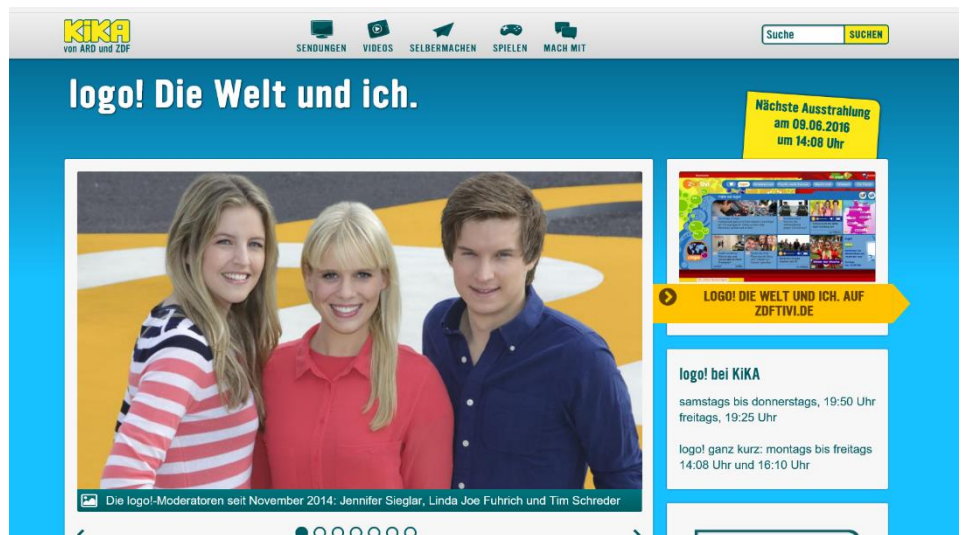 KiKA
von ARD und ZDF
SENDUNGEN
VIDEOS
SELBERMACHEN
SPIELEN
MACH MIT
Suche
SUCHEN
logo! Die Welt und ich.
Nächste Ausstrahlung
am 09.06.2016
um 14:08 Uhr
LOGO! DIE WELT UND ICH. AUF
ZDFTIVI.DE
logo! bei KiKA
samstags bis donnerstags, 19:50 Uhr
freitags, 19:25 Uhr
logo! ganz kurz: montags bis freitags
14:08 Uhr und 16:10 Uhr
Die logo!-Moderatoren seit November 2014: Jennifer Sieglar, Linda Joe Fuhrich und Tim Schreder